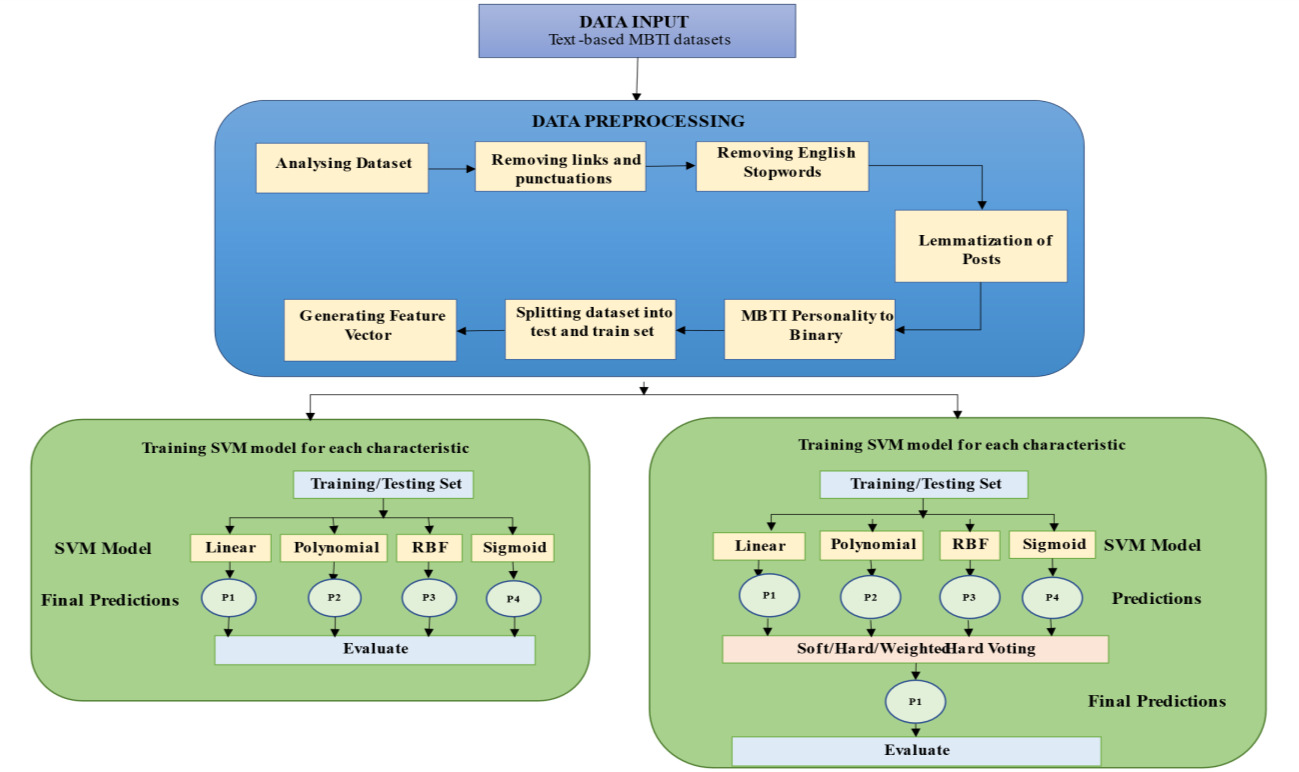 DATA INPUT
Text-based MBTI datasets
DATA PREPROCESSING
Analysing Dataset
Removing links and
punctuations
Removing English
Stopwords
Lemmatization of
Posts
MBTI Personality to
Binary
Splitting dataset into
test and train set
Generating Feature
Vector
Training SVM model for each characteristic
Training/Testing Set
SVM Model
Linear
Polynomial
RBF
Sigmoid
Final Predictions
P1
P2
P3
P4
Evaluate
Training SVM model for each characteristic
Training/Testing Set
Linear
Polynomial
RBF
Sigmoid
SVM Model
P1
P2
P3
P4
Predictions
Soft/Hard/Weighted Hard Voting
P1
Final Predictions
Evaluate